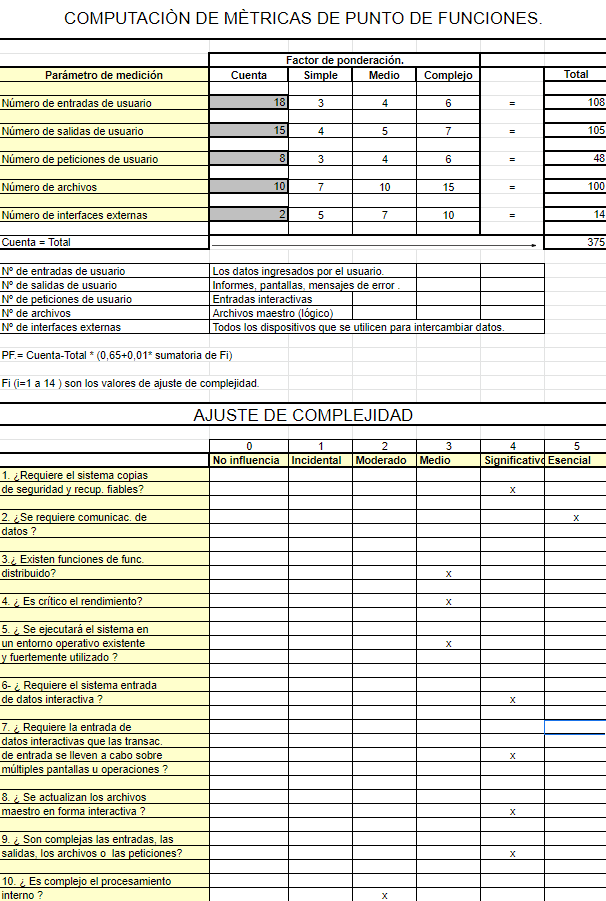 COMPUTACIÒN DE MÈTRICAS DE PUNTO DE FUNCIONES.
Factor de ponderación.
Parámetro de medición Cuenta Simple Medio Complejo Total
Número de entradas de usuario 18 3 4 6 = 108
Número de salidas de usuario 15 4 5 7 = 105
Número de peticiones de usuario 8 3 4 6 = 48
Número de archivos 10 7 10 15 = 100
Número de interfaces externas 2 5 7 10 = 14
Cuenta = Total 375
Nº de entradas de usuario Los datos ingresados por el usuario.
Nº de salidas de usuario Informes, pantallas, mensajes de error .
Nº de peticiones de usuario Entradas interactivas
Nº de archivos Archivos maestro (lógico)
Nº de interfaces externas Todos los dispositivos que se utilicen para intercambiar datos.
PF.= Cuenta-Total * (0,65+0,01* sumatoria de Fi)
Fi (i=1 a 14 ) son los valores de ajuste de complejidad.
AJUSTE DE COMPLEJIDAD
0 1 2 3 4 5
No influencia Incidental Moderado Medio Significativo Esencial
1. ¿Requiere el sistema copias
de seguridad y recup. fiables? x
2. ¿Se requiere comunicac. de x
datos ?
3.¿ Existen funciones de func.
distribuido? x
4. ¿ Es crítico el rendimiento? x
5. ¿ Se ejecutará el sistema en
un entorno operativo existente x
y fuertemente utilizado ?
6- ¿ Requiere el sistema entrada
de datos interactiva ? x
7. ¿ Requiere la entrada de
datos interactivas que las transac.
de entrada se lleven a cabo sobre x
múltiples pantallas u operaciones ?
8. ¿ Se actualizan los archivos
maestro en forma interactiva ? x
9. ¿ Son complejas las entradas, las
salidas, los archivos o  las peticiones? x
10. ¿ Es complejo el procesamiento
interno ? x